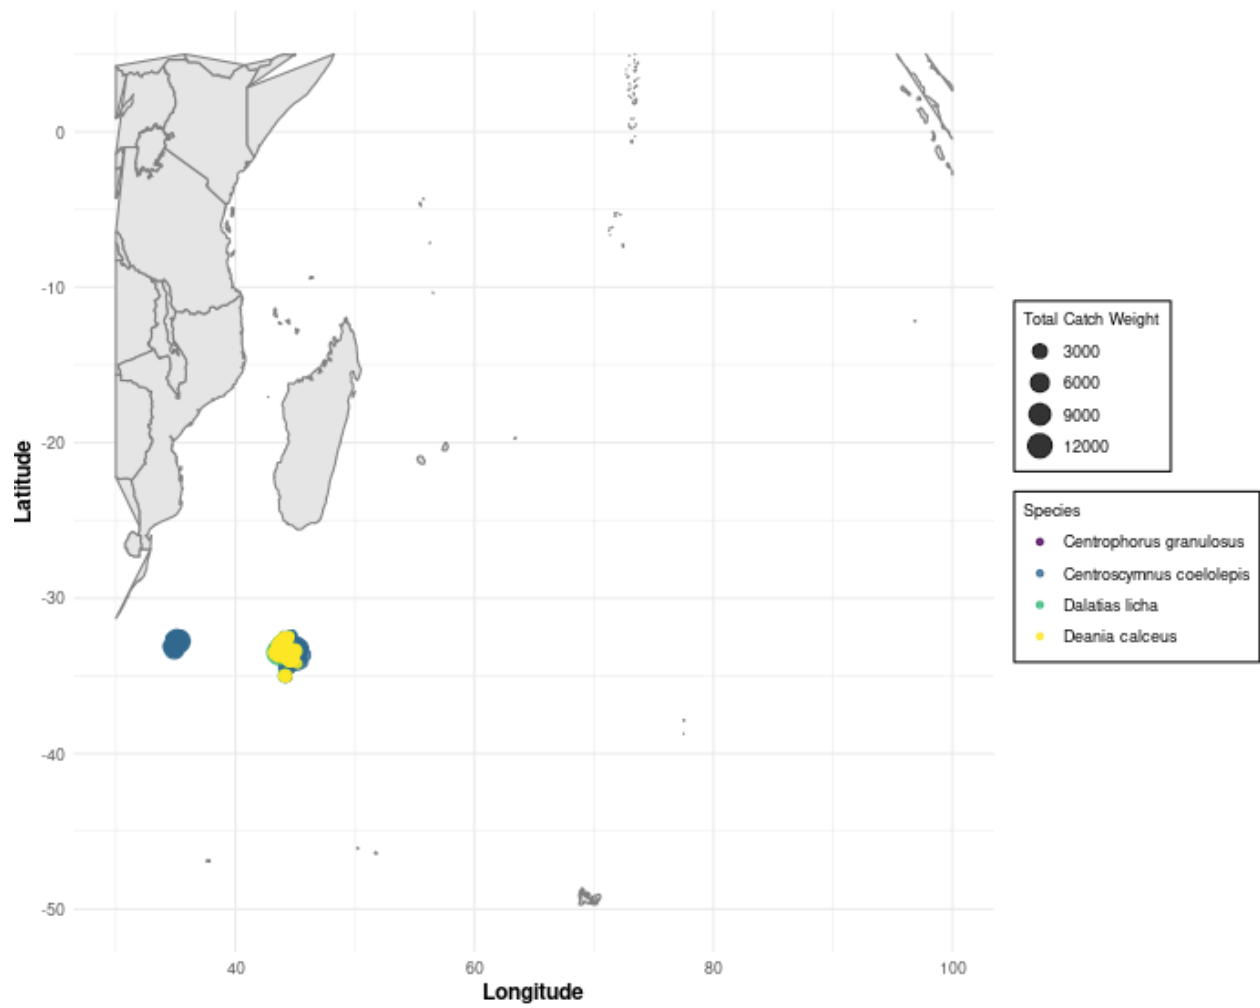 0
-10
-20
-30
-40
-50
Latitude
40
60
80
100
Longitude
Total Catch Weight
3000
6000
9000
12000
Species
Centrophorus granulosus
Centroscymnus coelolepis
Dalatias licha
Deania calceus